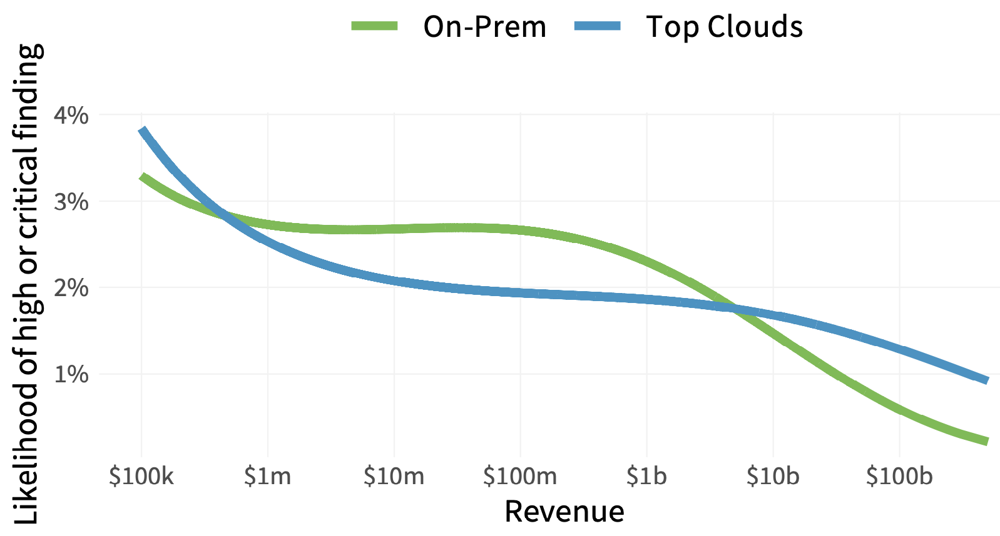 On-Prem Top Clouds
Likelihood of high or critical finding
4%
3%
2%
1%
$100k $1m $10m $100m $1b $10b $100b
Revenue